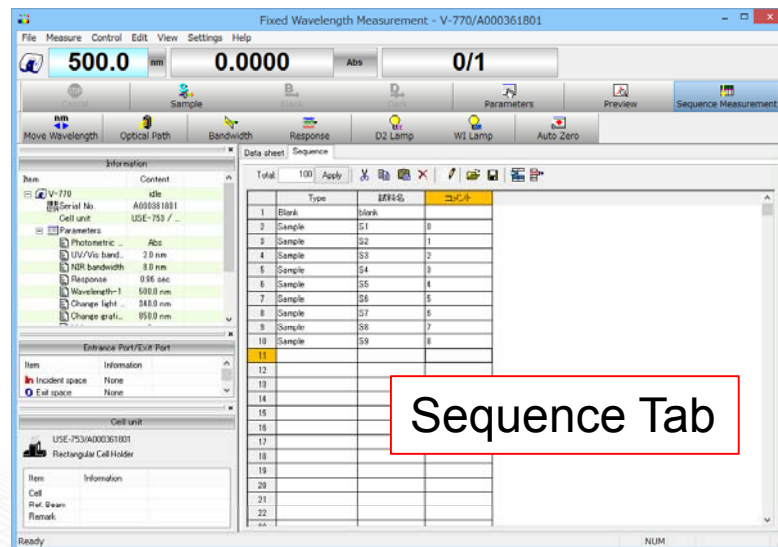 Fixed Wavelength Measurement - V-770/A000361801
File Measure Control Edit View Settings Help
500.0 nm 0.0000 Abs 0/1
Cancel Sample Blank Dark Parameters Preview Sequence Measurement
Move Wavelength Optical Path Bandwidth Response D2 Lamp WI Lamp Auto Zero
Information
Item Content
V-770 idle
Serial No. A000361801
Cell unit USE-753 / ...
Parameters
Photometric ... Abs
UV/Vis band... 2.0 nm
NIR bandwidth 8.0 nm
Response 0.96 sec
Wavelength-1 500.0 nm
Change light ... 340.0 nm
Change grati... 850.0 nm
Entrance Port/Exit Port
Item Information
In Incident space None
O Exit space None
Cell unit
USE-753/A000361801
Rectangular Cell Holder
Item Information
Cell
Ref. Beam
Remark
Data sheet Sequence
Total 100 Apply
Type 試料名 コメント
1 Blank blank
2 Sample S1 0
3 Sample S2 1
4 Sample S3 2
5 Sample S4 3
6 Sample S5 4
7 Sample S6 5
8 Sample S7 6
9 Sample S8 7
10 Sample S9 8
11
12
13
14
15
16
17
18
19
20
21
22
Sequence Tab
Ready NUM